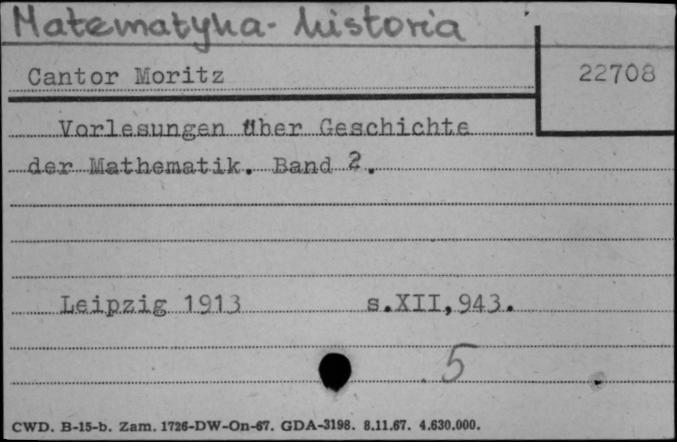 Matematyka - historia
Cantor Moritz
22708
Vorlesungen über Geschichte
der Mathematik. Band 2.
Leipzig 1913 s.XII,943.
5
CWD. B-15-b. Zam. 1726-DW-On-67. GDA-3198. 8.11.67. 4.630.000.